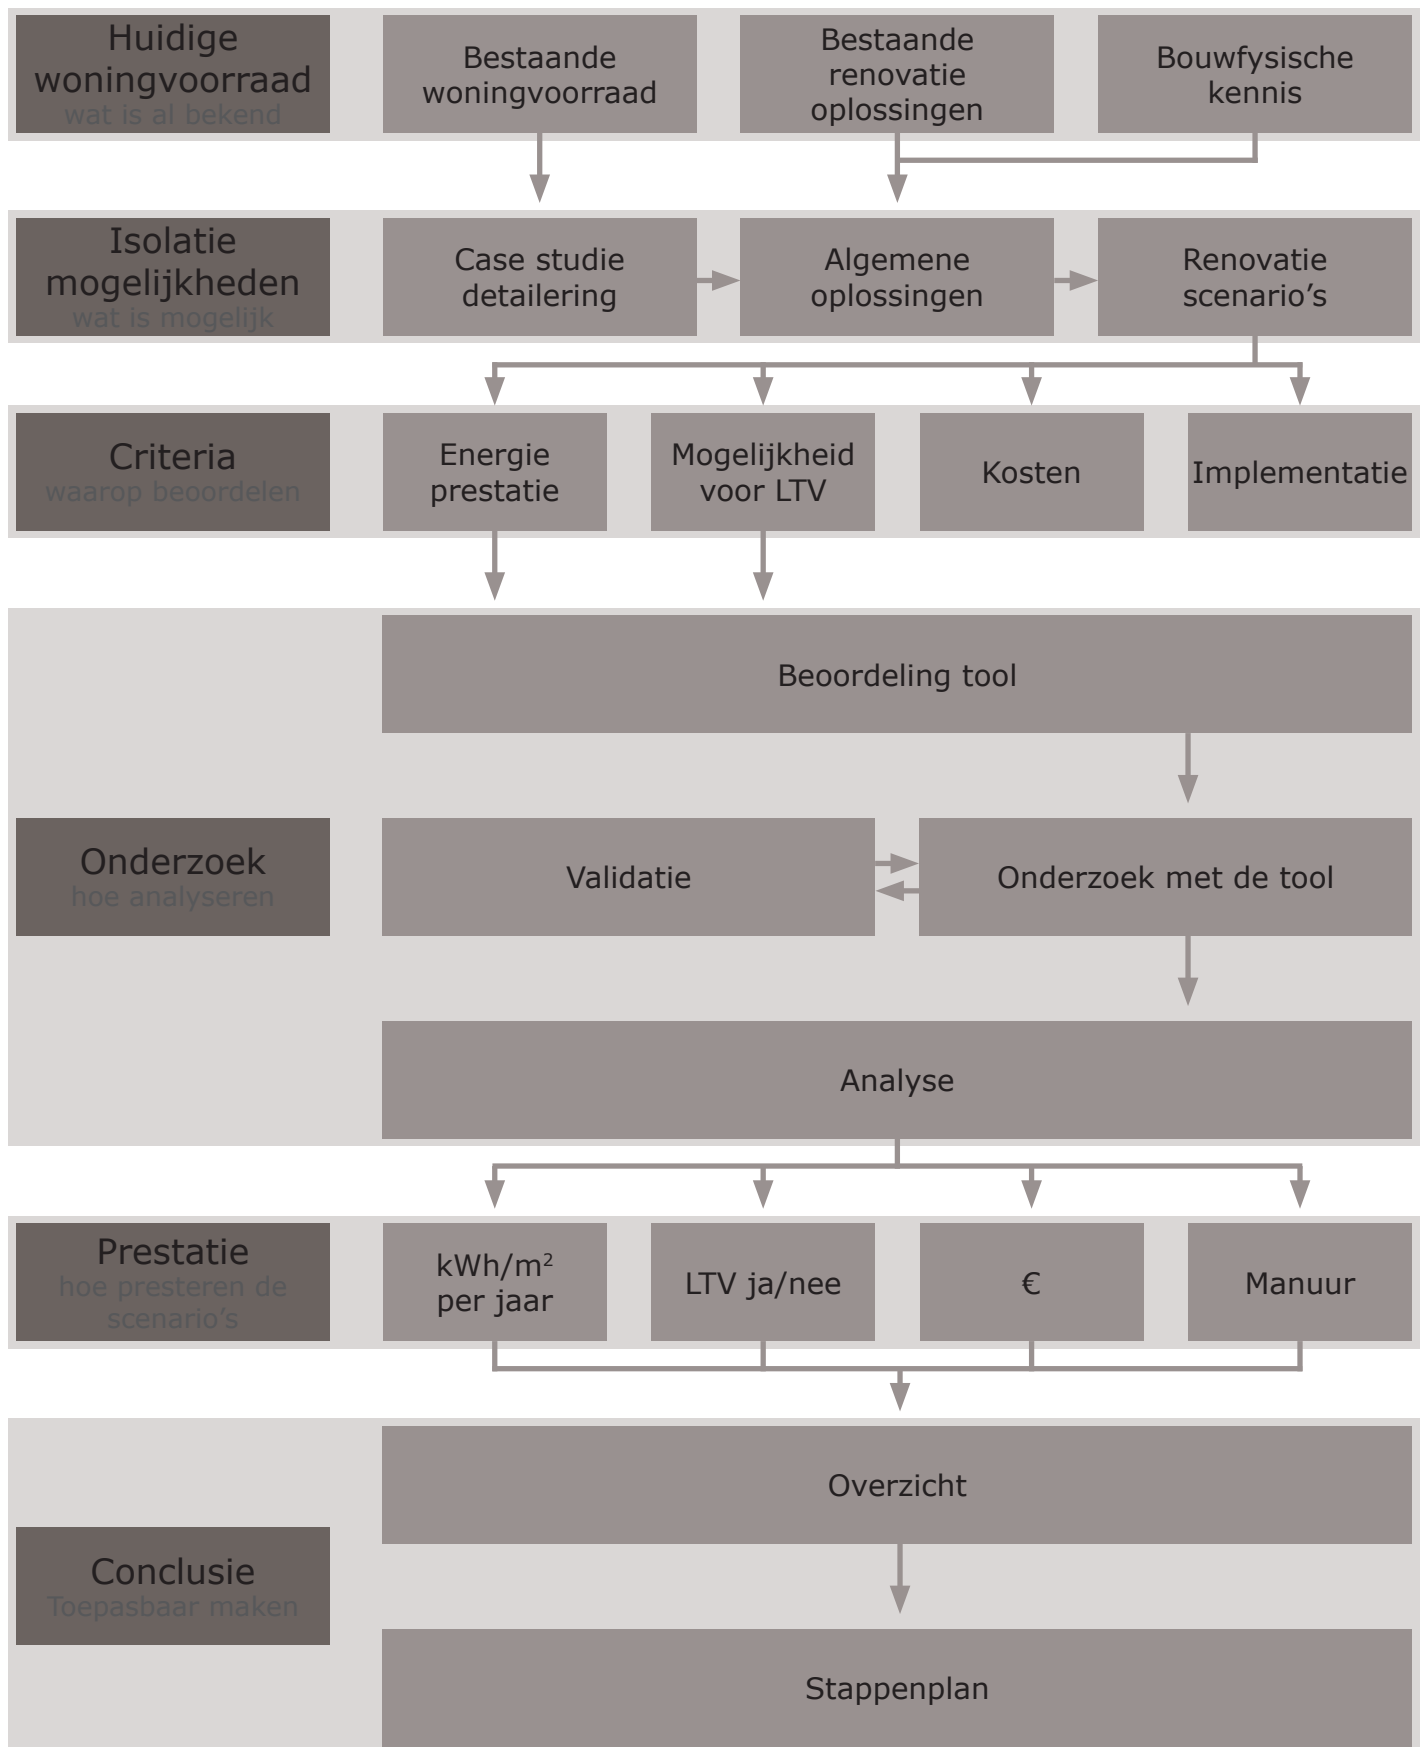 Huidige
woningvoorraad
wat is al bekend
Bestaande
woningvoorraad
Bestaande
renovatie
oplossingen
Bouwfysische
kennis
Isolatie
mogelijkheden
wat is mogelijk
Case studie
detailering
Algemene
oplossingen
Renovatie
scenario’s
Criteria
waarop beoordelen
Energie
prestatie
Mogelijkheid
voor LTV
Kosten
Implementatie
Beoordeling tool
Onderzoek
hoe analyseren
Validatie
Onderzoek met de tool
Analyse
Prestatie
hoe presteren de
scenario’s
kWh/m²
per jaar
LTV ja/nee
€
Manuur
Overzicht
Conclusie
Toepasbaar maken
Stappenplan